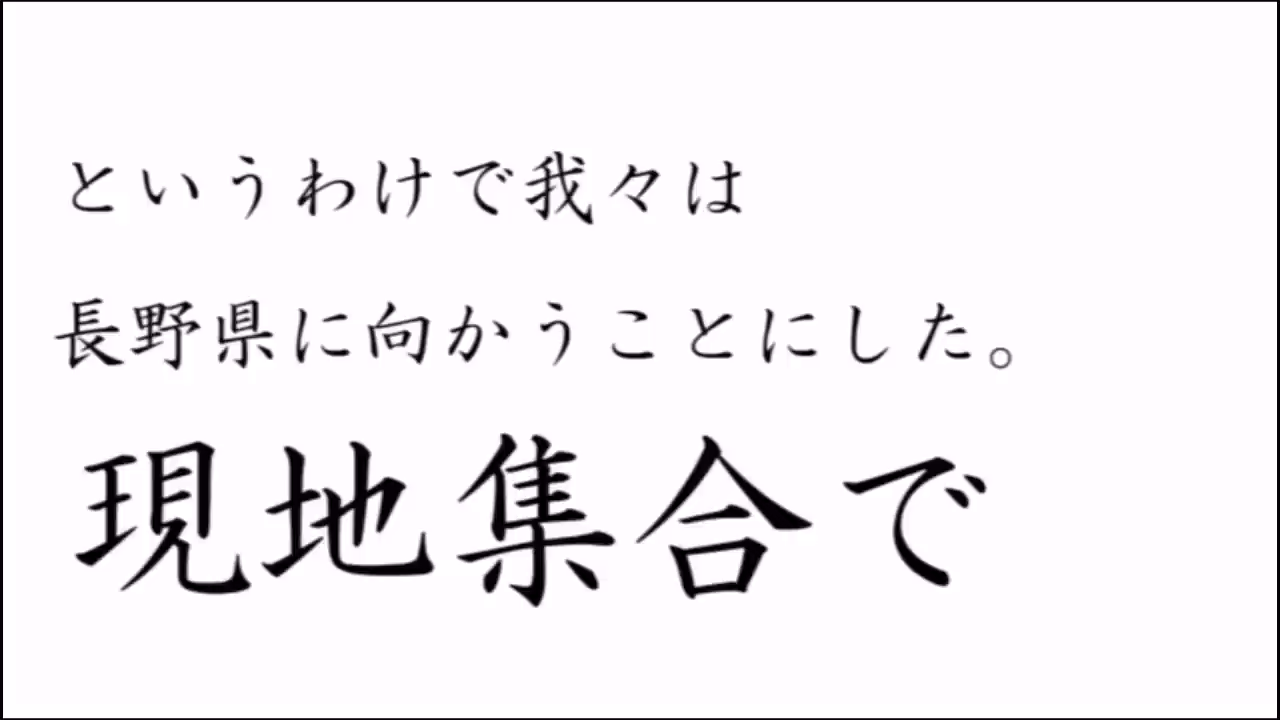 というわけで我々は
長野県に向かうことにした。
現地集合で